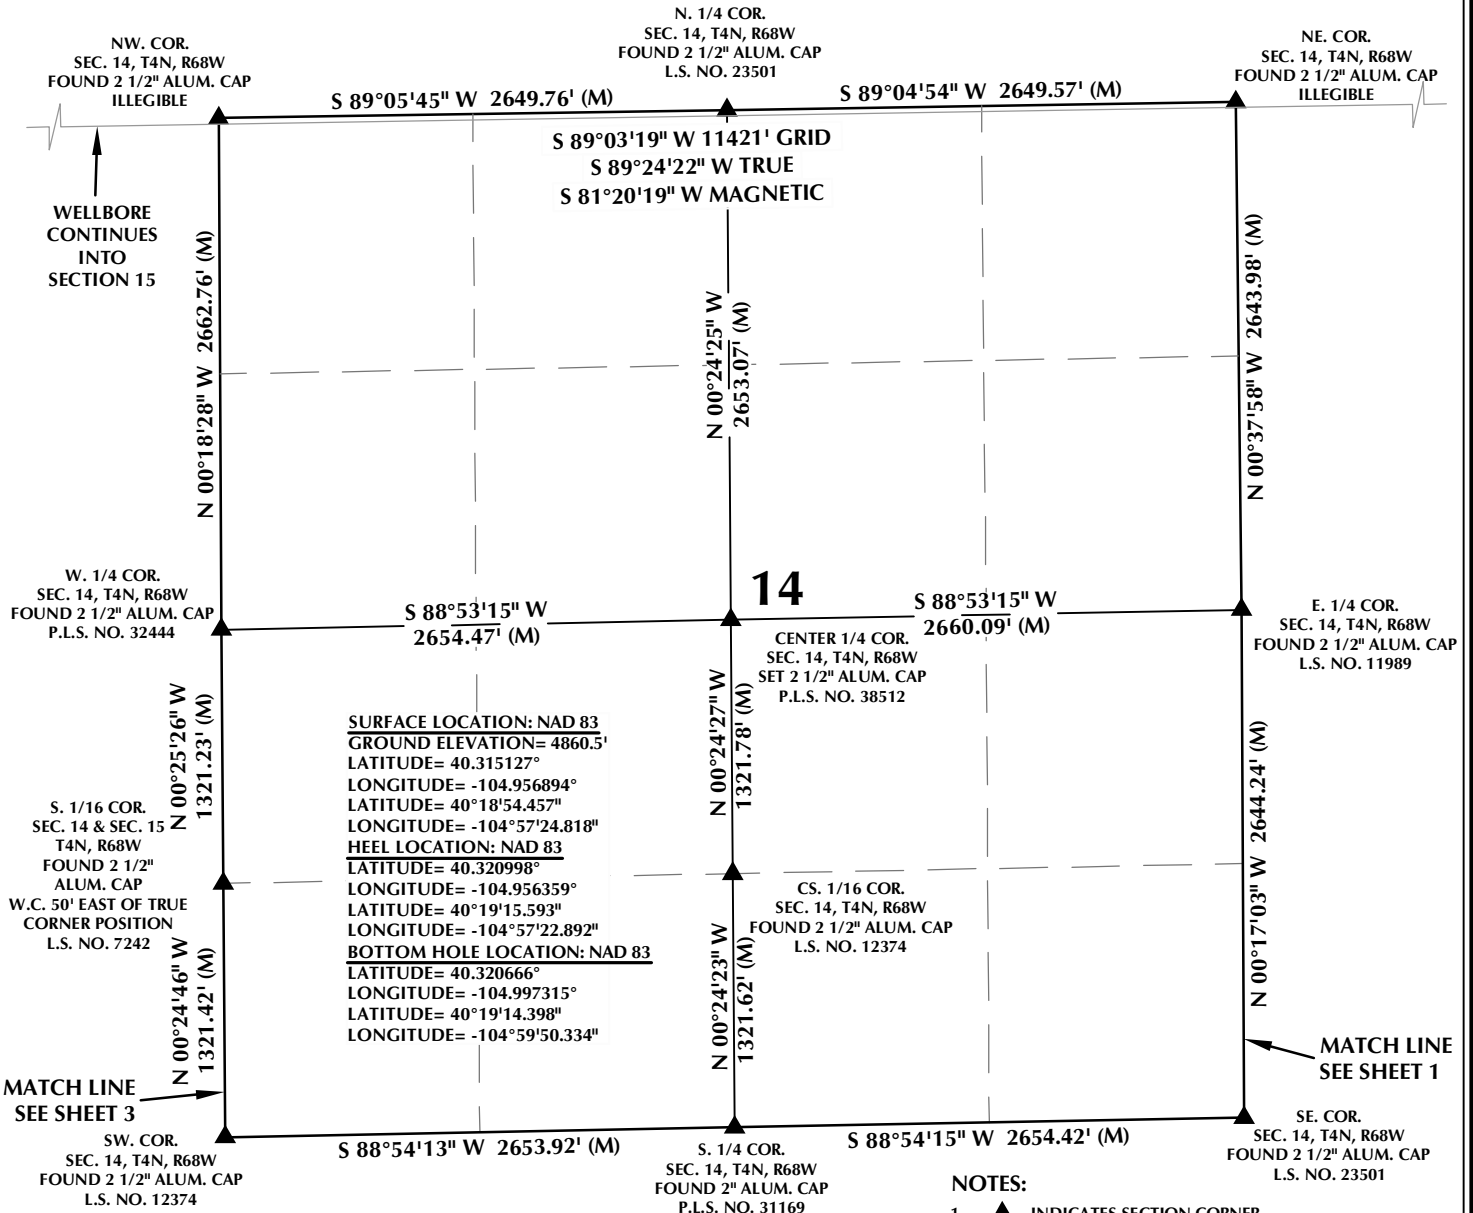 N. 1/4 COR.
SEC. 14, T4N, R68W
FOUND 2 1/2" ALUM. CAP
L.S. NO. 23501
NW. COR.
SEC. 14, T4N, R68W
FOUND 2 1/2" ALUM. CAP
ILLEGIBLE
NE. COR.
SEC. 14, T4N, R68W
FOUND 2 1/2" ALUM. CAP
ILLEGIBLE
S 89°05'45" W 2649.76' (M)
S 89°04'54" W 2649.57' (M)
S 89°03'19" W 11421' GRID
S 89°24'22" W TRUE
S 81°20'19" W MAGNETIC
WELLBORE
CONTINUES
INTO
SECTION 15
N 00°18'28" W 2662.76' (M)
N 00°24'25" W
2653.07' (M)
N 00°37'58" W 2643.98' (M)
W. 1/4 COR.
SEC. 14, T4N, R68W
FOUND 2 1/2" ALUM. CAP
P.L.S. NO. 32444
S 88°53'15" W
2654.47' (M)
14
S 88°53'15" W
2660.09' (M)
E. 1/4 COR.
SEC. 14, T4N, R68W
FOUND 2 1/2" ALUM. CAP
L.S. NO. 11989
CENTER 1/4 COR.
SEC. 14, T4N, R68W
SET 2 1/2" ALUM. CAP
P.L.S. NO. 38512
N 00°25'26" W
1321.23' (M)
SURFACE LOCATION: NAD 83
GROUND ELEVATION= 4860.5'
LATITUDE= 40.315127°
LONGITUDE= -104.956894°
LATITUDE= 40°18'54.457"
LONGITUDE= -104°57'24.818"
HEEL LOCATION: NAD 83
LATITUDE= 40.320998°
LONGITUDE= -104.956359°
LATITUDE= 40°19'15.593"
LONGITUDE= -104°57'22.892"
BOTTOM HOLE LOCATION: NAD 83
LATITUDE= 40.320666°
LONGITUDE= -104.997315°
LATITUDE= 40°19'14.398"
LONGITUDE= -104°59'50.334"
N 00°24'27" W
1321.78' (M)
N 00°17'03" W 2644.24' (M)
S. 1/16 COR.
SEC. 14 & SEC. 15
T4N, R68W
FOUND 2 1/2"
ALUM. CAP
W.C. 50' EAST OF TRUE
CORNER POSITION
L.S. NO. 7242
CS. 1/16 COR.
SEC. 14, T4N, R68W
FOUND 2 1/2" ALUM. CAP
L.S. NO. 12374
N 00°24'46" W
1321.42' (M)
N 00°24'23" W
1321.62' (M)
MATCH LINE
SEE SHEET 3
MATCH LINE
SEE SHEET 1
SW. COR.
SEC. 14, T4N, R68W
FOUND 2 1/2" ALUM. CAP
L.S. NO. 12374
S 88°54'13" W 2653.92' (M)
S. 1/4 COR.
SEC. 14, T4N, R68W
FOUND 2" ALUM. CAP
P.L.S. NO. 31169
S 88°54'15" W 2654.42' (M)
SE. COR.
SEC. 14, T4N, R68W
FOUND 2 1/2" ALUM. CAP
L.S. NO. 23501
NOTES:
1. INDICATES SECTION CORNER